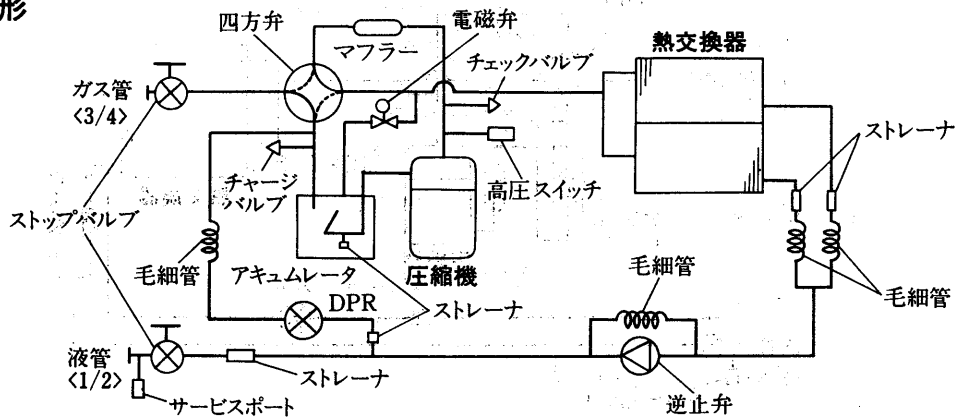 形
四方弁
マフラー
電磁弁
チェックバルブ
熱交換器
ガス管
<3/4>
ストレーナ
チャージ
バルブ
高圧スイッチ
ストップバルブ
毛細管
アキュムレータ
圧縮機
毛細管
毛細管
DPR
ストレーナ
液管
<1/2>
ストレーナ
サービスポート
逆止弁